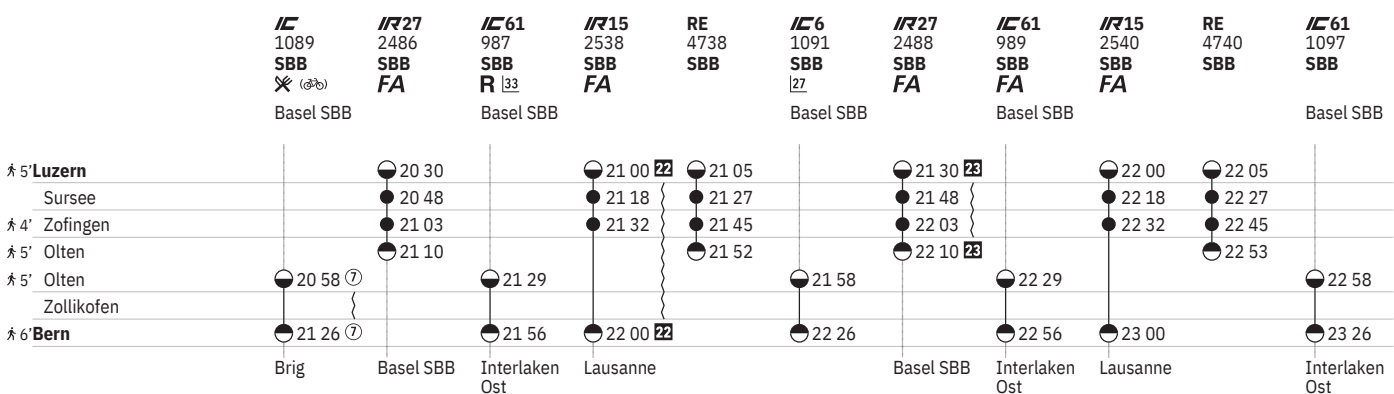 IC IR27 IC61 IR15 RE IC6 IR27 IC61 IR15 RE IC61
1089 2486 987 2538 4738 1091 2488 989 2540 4740 1097
SBB SBB SBB SBB SBB SBB SBB SBB SBB SBB SBB
FA R 33 FA 27 FA FA
Basel SBB Basel SBB Basel SBB Basel SBB Basel SBB
5' Luzern 20 30 21 00 22 21 05 21 30 23 22 00 22 05
Sursee 20 48 21 18 21 27 21 48 22 18 22 27
4' Zofingen 21 03 21 32 21 45 22 03 22 32 22 45
5' Olten 21 10 21 52 22 10 23 22 53
5' Olten 20 58 7 21 29 21 58 22 29 22 58
Zollikofen
6' Bern 21 26 7 21 56 22 00 22 22 26 22 56 23 00 23 26
Brig Basel SBB Interlaken Lausanne Basel SBB Interlaken Lausanne Interlaken
Ost Ost Ost